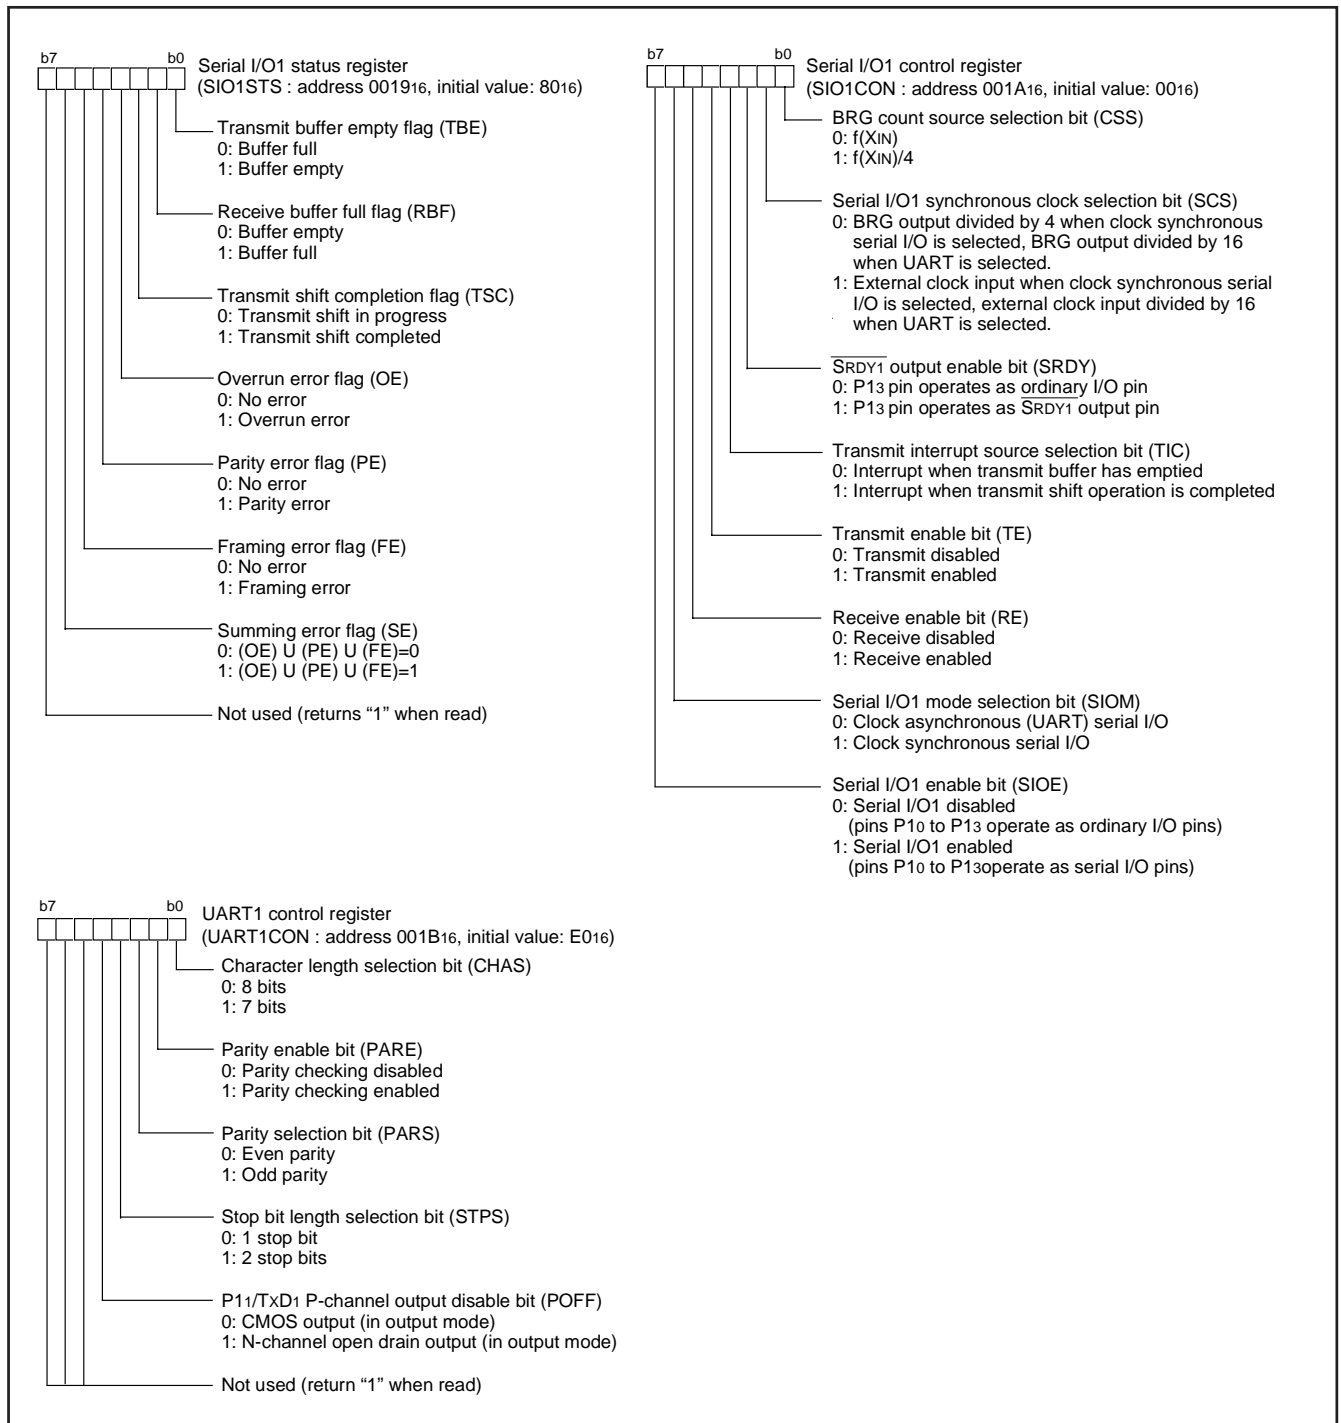 b7 b0
Serial I/O1 status register
(SIO1STS : address 001916, initial value: 8016)
Transmit buffer empty flag (TBE)
0: Buffer full
1: Buffer empty
Receive buffer full flag (RBF)
0: Buffer empty
1: Buffer full
Transmit shift completion flag (TSC)
0: Transmit shift in progress
1: Transmit shift completed
Overrun error flag (OE)
0: No error
1: Overrun error
Parity error flag (PE)
0: No error
1: Parity error
Framing error flag (FE)
0: No error
1: Framing error
Summing error flag (SE)
0: (OE) U (PE) U (FE)=0
1: (OE) U (PE) U (FE)=1
Not used (returns “1” when read)
b7 b0
Serial I/O1 control register
(SIO1CON : address 001A16, initial value: 0016)
BRG count source selection bit (CSS)
0: f(XIN)
1: f(XIN)/4
Serial I/O1 synchronous clock selection bit (SCS)
0: BRG output divided by 4 when clock synchronous
serial I/O is selected, BRG output divided by 16
when UART is selected.
1: External clock input when clock synchronous serial
I/O is selected, external clock input divided by 16
when UART is selected.
SRDY1 output enable bit (SRDY)
0: P13 pin operates as ordinary I/O pin
1: P13 pin operates as SRDY1 output pin
Transmit interrupt source selection bit (TIC)
0: Interrupt when transmit buffer has emptied
1: Interrupt when transmit shift operation is completed
Transmit enable bit (TE)
0: Transmit disabled
1: Transmit enabled
Receive enable bit (RE)
0: Receive disabled
1: Receive enabled
Serial I/O1 mode selection bit (SIOM)
0: Clock asynchronous (UART) serial I/O
1: Clock synchronous serial I/O
Serial I/O1 enable bit (SIOE)
0: Serial I/O1 disabled
(pins P10 to P13 operate as ordinary I/O pins)
1: Serial I/O1 enabled
(pins P10 to P13operate as serial I/O pins)
b7 b0
UART1 control register
(UART1CON : address 001B16, initial value: E016)
Character length selection bit (CHAS)
0: 8 bits
1: 7 bits
Parity enable bit (PARE)
0: Parity checking disabled
1: Parity checking enabled
Parity selection bit (PARS)
0: Even parity
1: Odd parity
Stop bit length selection bit (STPS)
0: 1 stop bit
1: 2 stop bits
P11/TxD1 P-channel output disable bit (POFF)
0: CMOS output (in output mode)
1: N-channel open drain output (in output mode)
Not used (return “1” when read)